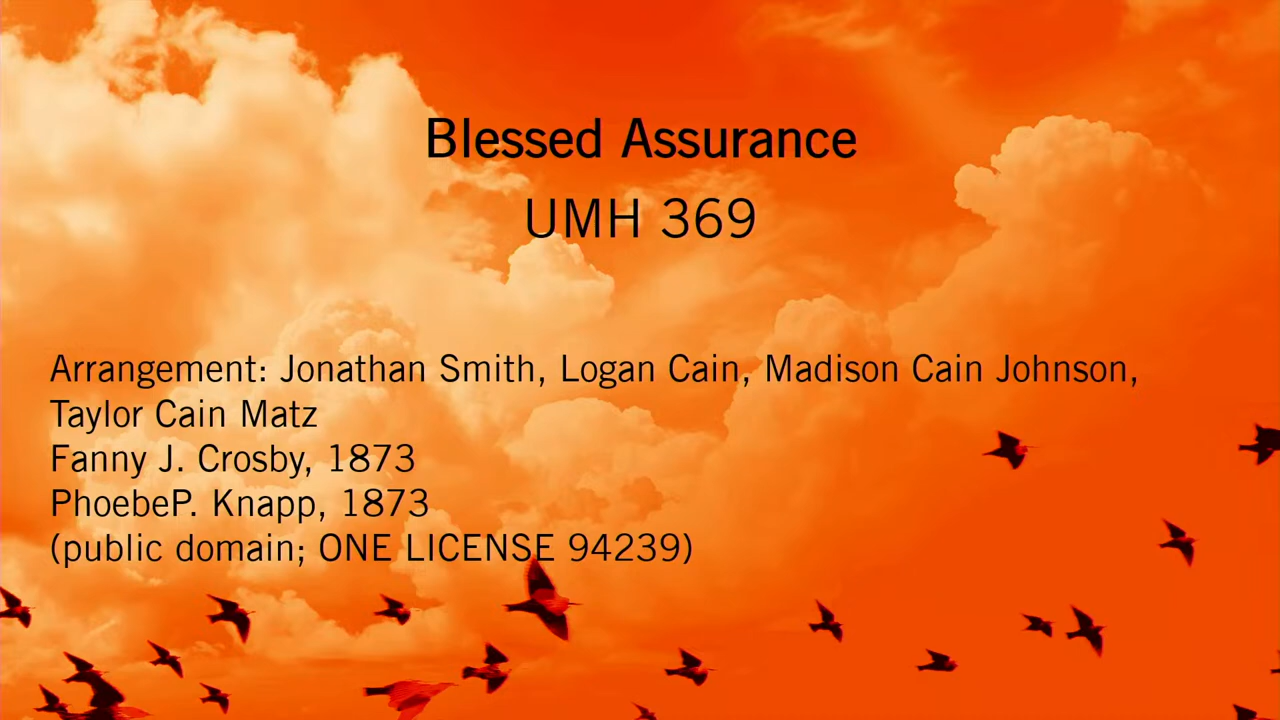 Blessed Assurance
UMH 369
Arrangement: Jonathan Smith, Logan Cain, Madison Cain Johnson,
Taylor Cain Matz
Fanny J. Crosby, 1873
PhoebeP. Knapp, 1873
(public domain; ONE LICENSE 94239)